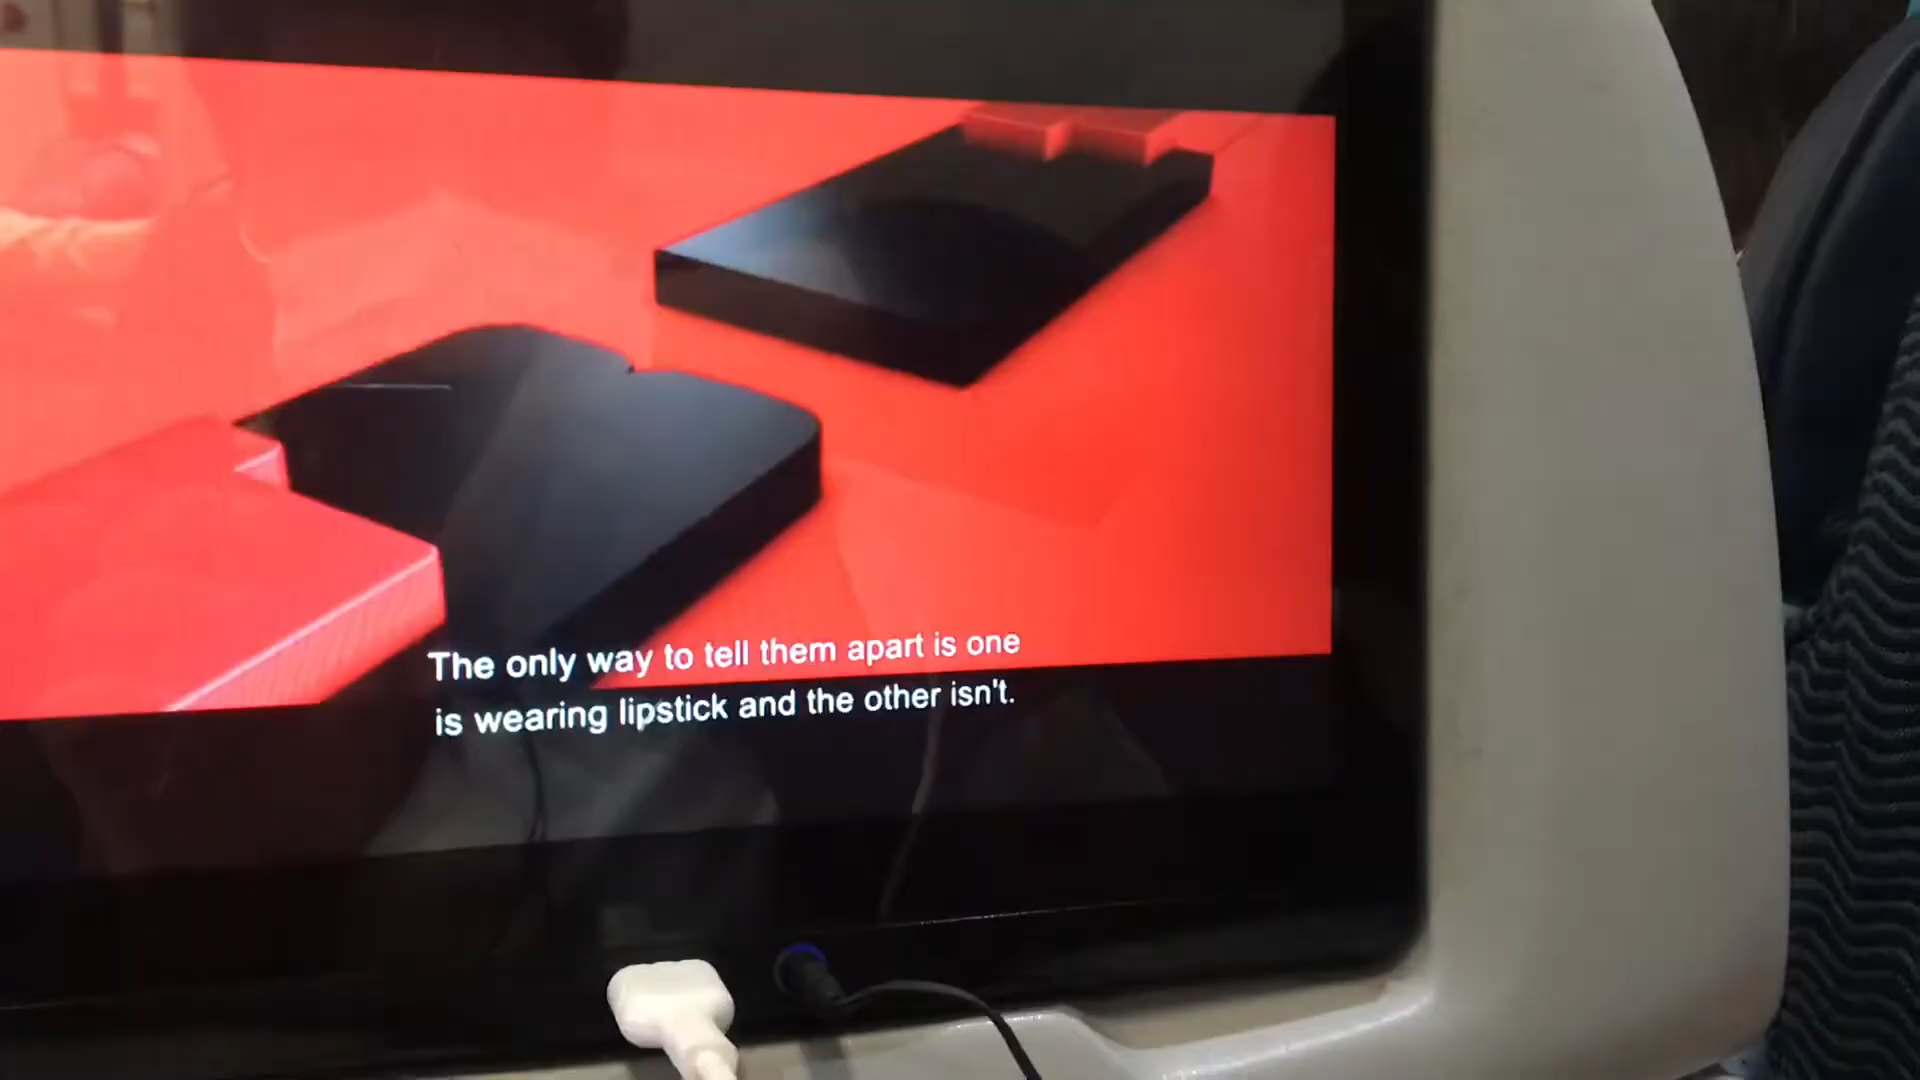 The only way to tell them apart is one
is wearing lipstick and the other isn't.